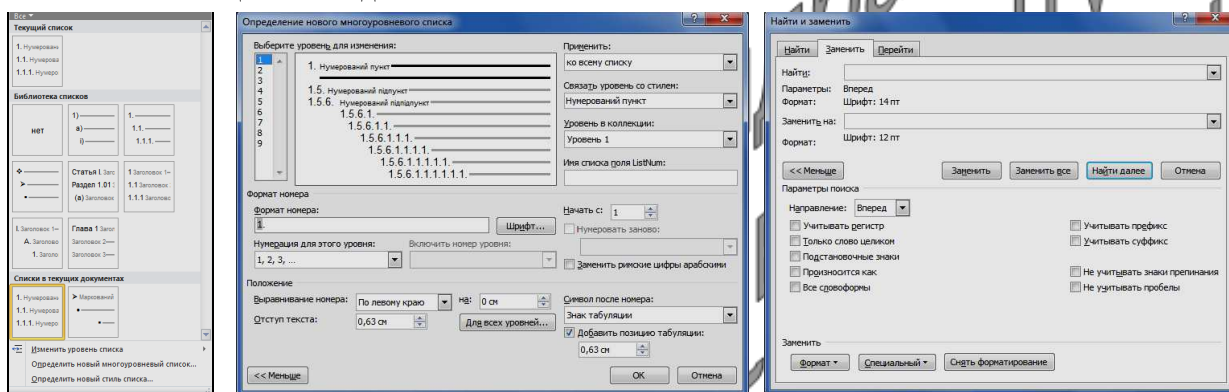 Все
Текущий список
1. Нумеровани
1.1. Нумерова
1.1.1. Нумеро
Библиотека списков
нет
1)
a)
i)
1.
1.1.
1.1.1.
Статья I. Заго
Раздел 1.01
(a) Заголовок
1 Заголовок 1
1.1 Заголовок
1.1.1 Заголово
I. Заголовок 1
A. Заголово
1. Заголо
Глава 1 Загол
Заголовок 2
Заголовок 3
Списки в текущих документах
1. Нумеровани
1.1. Нумерова
1.1.1. Нумеро
Маркований
Изменить уровень списка
Определить новый многоуровневый список...
Определить новый стиль списка...
Определение нового многоуровневого списка
Выберите уровень для изменения:
1
2
3
4
5
6
7
8
9
1. Нумерований пункт
1.5. Нумерований підпункт
1.5.6. Нумерований підпідпункт
1.5.6.1.
1.5.6.1.1.
1.5.6.1.1.1.
1.5.6.1.1.1.1.
1.5.6.1.1.1.1.1.
1.5.6.1.1.1.1.1.1.
Применить:
ко всему списку
Связать уровень со стилем:
Нумерований пункт
Уровень в коллекции:
Уровень 1
Имя списка поля ListNum:
Формат номера
Формат номера:
1.
Шрифт...
Нумерация для этого уровня:
1, 2, 3, ...
Включить номер уровня:
Начать с: 1
Нумеровать заново:
Заменить римские цифры арабскими
Положение
Выравнивание номера: По левому краю на: 0 см
Отступ текста: 0,63 см Для всех уровней...
Символ после номера:
Знак табуляции
Добавить позицию табуляции:
0,63 см
<< Меньше
ОК
Отмена
Найти и заменить
Найти Заменить Перейти
Найти:
Параметры: Вперед
Формат: Шрифт: 14 пт
Заменить на:
Формат: Шрифт: 12 пт
<< Меньше Заменить Заменить все Найти далее Отмена
Параметры поиска
Направление: Вперед
Учитывать регистр
Только слово целиком
Подстановочные знаки
Произносится как
Все словоформы
Учитывать префикс
Учитывать суффикс
Не учитывать знаки препинания
Не учитывать пробелы
Заменить
Формат Специальный Снять форматирование